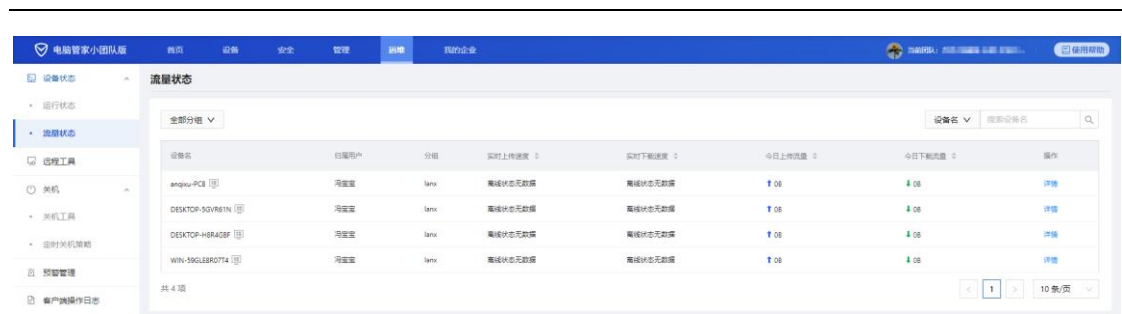 电脑管家小团队版 首页 设备 安全 管理 运维 我的企业 当前团队: 使用帮助
设备状态 流量状态
运行状态
全部分组 设备名 搜索设备名
流量状态
设备名 归属用户 分组 实时上传速度 实时下载速度 今日上传流量 今日下载流量 操作
远程工具
anqixu-PCB 冯宝宝 lanx 离线状态无数据 离线状态无数据 0B 0B 详情
关机
DESKTOP-5GVR61N 冯宝宝 lanx 离线状态无数据 离线状态无数据 0B 0B 详情
关机工具
DESKTOP-H8R4GBF 冯宝宝 lanx 离线状态无数据 离线状态无数据 0B 0B 详情
定时关机策略
WIN-59GLEBR07T4 冯宝宝 lanx 离线状态无数据 离线状态无数据 0B 0B 详情
预警管理
共 4 项 < 1 > 10 条/页
客户端操作日志